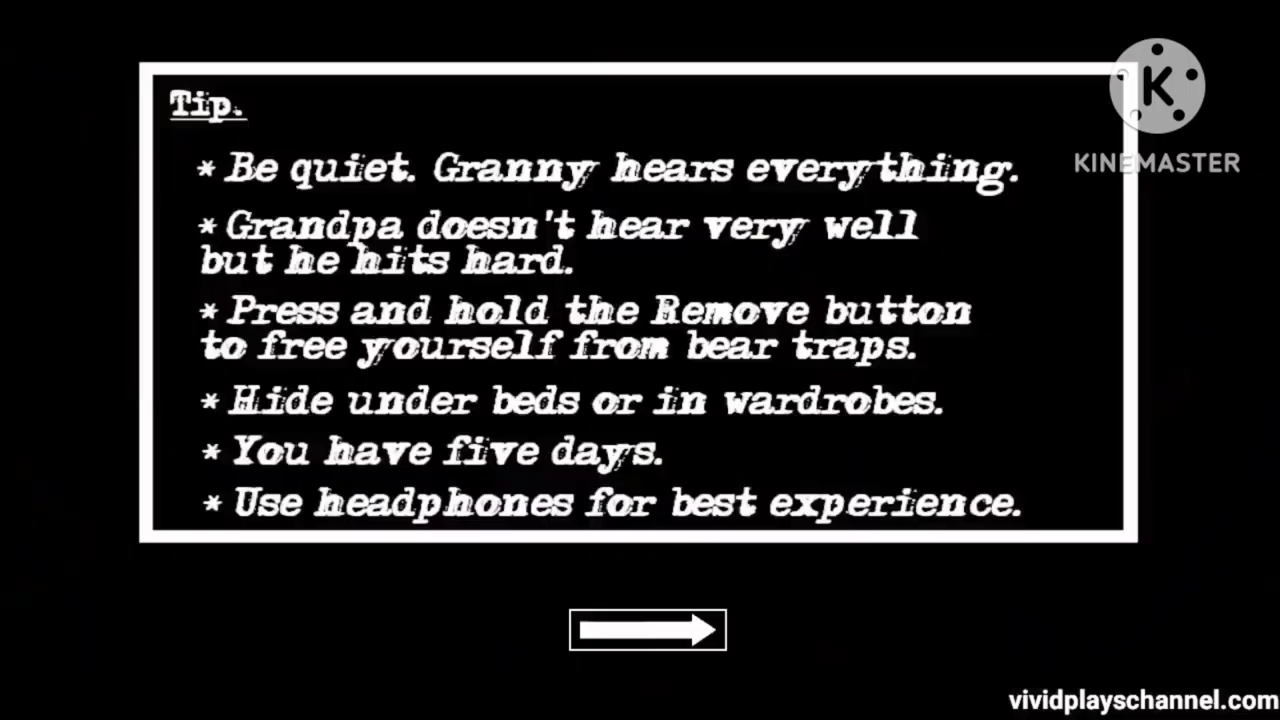 Tip.
* Be quiet. Granny hears everything.
* Grandpa doesn't hear very well
but he hits hard.
* Press and hold the Remove button
to free yourself from bear traps.
* Hide under beds or in wardrobes.
* You have five days.
* Use headphones for best experience.
K
KINEMASTER
vividplayschannel.com